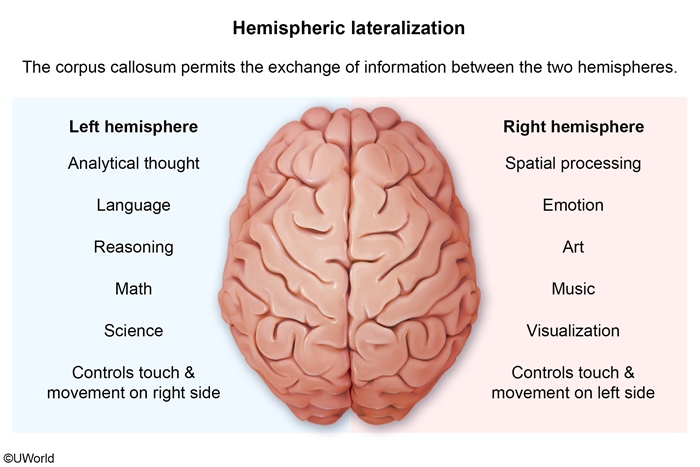 Hemispheric lateralization
The corpus callosum permits the exchange of information between the two hemispheres.
Left hemisphere
Analytical thought
Language
Reasoning
Math
Science
Controls touch &
movement on right side
Right hemisphere
Spatial processing
Emotion
Art
Music
Visualization
Controls touch &
movement on left side
©UWorld